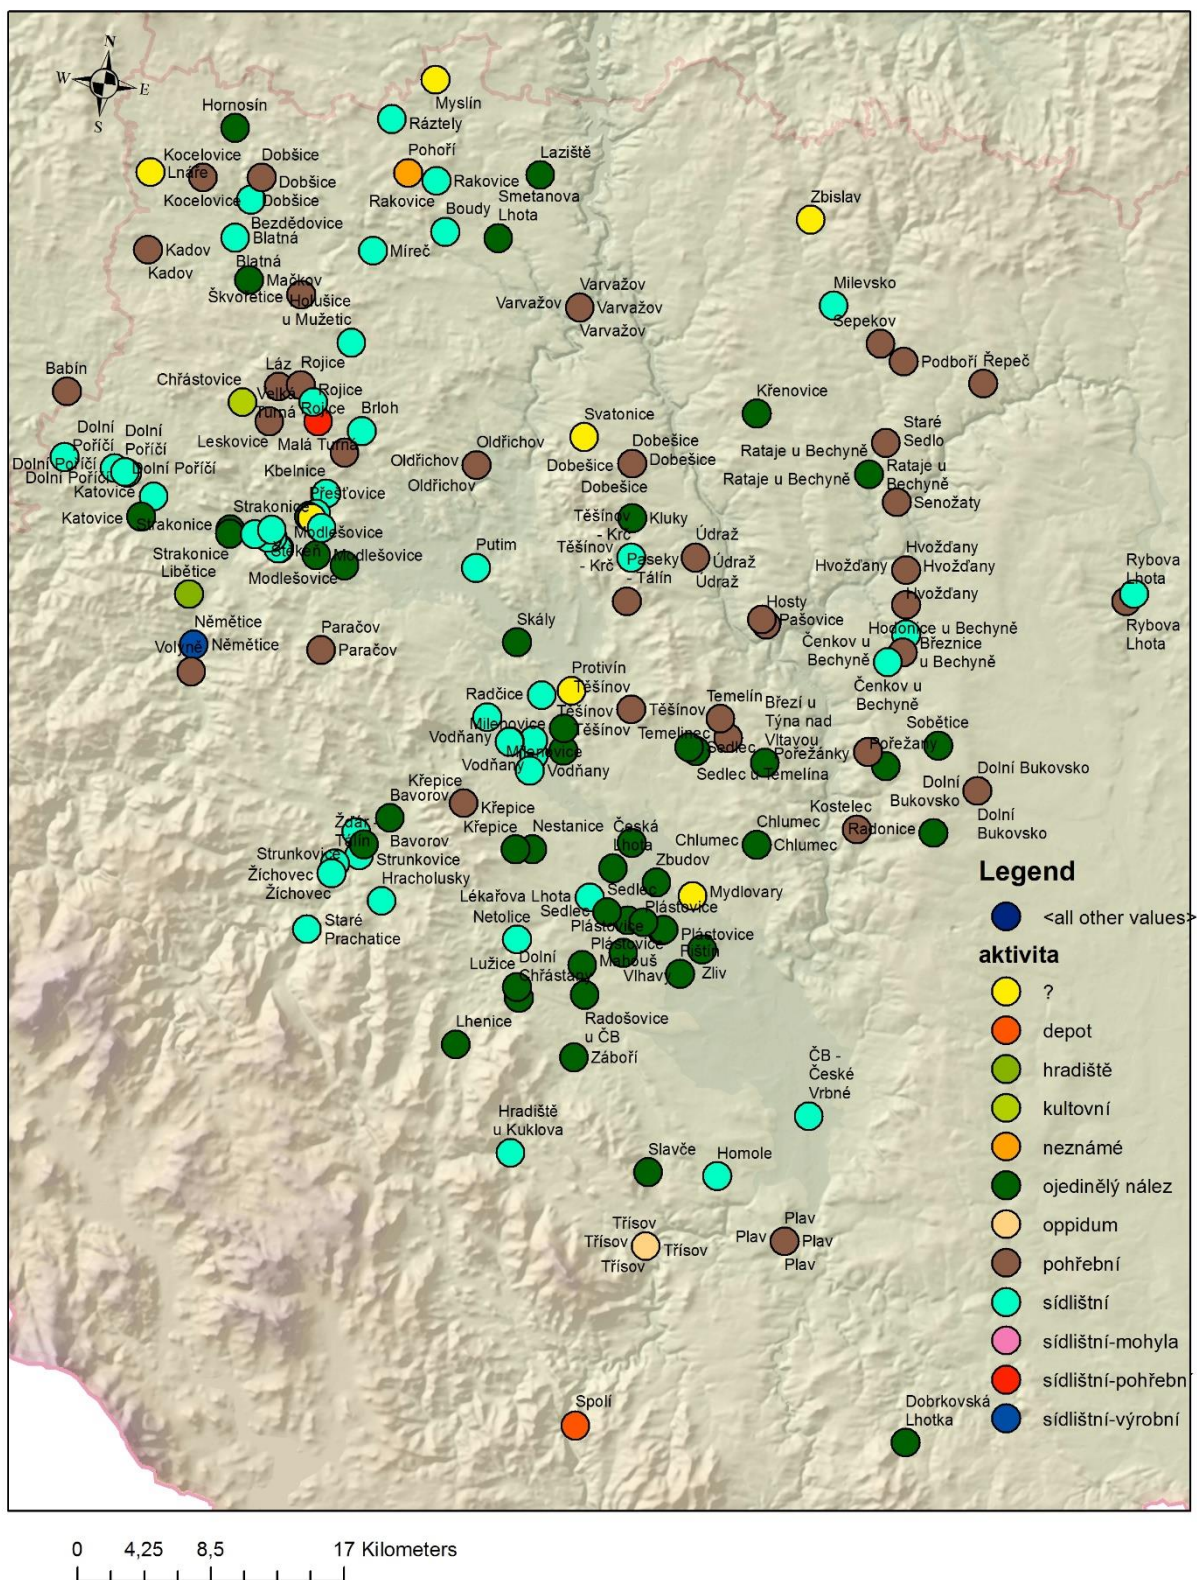 N
W
E
S
Myslín
Ráztely
Hornosín
Kocelovice
Lnáře
Dobšice
Dobšice
Kocelovice
Dobšice
Pohoří
Rakovice
Rakovice
Laziště
Smetanova
Lhota
Boudy
Zbislav
Bezdědovice
Blatná
Kadov
Kadov
Míreč
Blatná
Mačkov
Škvořetice
Holušice
u Mužetic
Varvažov
Varvažov
Varvažov
Varvažov
Milevsko
Sepekov
Podboří
Řepeč
Babín
Láz
Rojice
Chřástovice
Velká
Turná
Rojice
Rojice
Brloh
Leskovice
Malá Turná
Křenovice
Svatonice
Dolní
Poříčí
Dolní
Poříčí
Dolní Poříčí
Dolní Poříčí
Dolní Poříčí
Kbelnice
Oldřichov
Oldřichov
Oldřichov
Dobešice
Dobešice
Dobešice
Dobešice
Staré
Sedlo
Rataje u Bechyně
Rataje u Bechyně
Rataje u
Bechyně
Senožaty
Katovice
Katovice
Přešťovice
Strakonice
Strakonice
Modlešovice
Štěkeň
Modlešovice
Modlešovice
Strakonice
Libětice
Putim
Těšínov
- Krč
Kluky
Těšínov
- Krč
Paseky
- Tálín
Údraž
Údraž
Údraž
Hvožďany
Hvožďany
Hvožďany
Hvožďany
Rybova
Lhota
Rybova
Lhota
Hosty
Pašovice
Hodonice u Bechyně
Čenkov u
Bechyně
Březnice
u Bechyně
Čenkov u
Bechyně
Němětice
Němětice
Volyně
Paračov
Paračov
Skály
Protivín
Těšínov
Radčice
Těšínov
Těšínov
Těšínov
Milenovice
Vodňany
Milenovice
Vodňany
Vodňany
Temelín
Březí u
Týna nad
Vltavou
Temelinec
Sedlec
Sedlec u Temelína
Pořežánky
Pořežany
Sobětice
Dolní Bukovsko
Dolní
Bukovsko
Dolní
Bukovsko
Kostelec
Radonice
Křepice
Křepice
Křepice
Bavorov
Bavorov
Žďár -
Tálín
Nestanice
Česká
Lhota
Chlumec
Chlumec
Chlumec
Strunkovice
Strunkovice
Žichovec
Žichovec
Hracholusky
Zbudov
Mydlovary
Lékařova Lhota
Sedlec
Sedlec
Plástovice
Plástovice
Plástovice
Plástovice
Staré
Prachatice
Netolice
Mahouš
Pištín
Vlhavy
Zliv
Lužice
Dolní
Chřášťany
Radošovice
u ČB
Lhenice
Záboří
ČB -
České
Vrbné
Hradiště
u Kuklova
Slavče
Homole
Třísov
Třísov
Třísov
Třísov
Plav
Plav
Plav
Plav
Spolí
Dobrkovská
Lhotka
Legend
<all other values>
aktivita
?
depot
hradiště
kultovní
neznámé
ojedinělý nález
oppidum
pohřební
sídlištní
sídlištní-mohyla
sídlištní-pohřební
sídlištní-výrobní
0 4,25 8,5 17 Kilometers